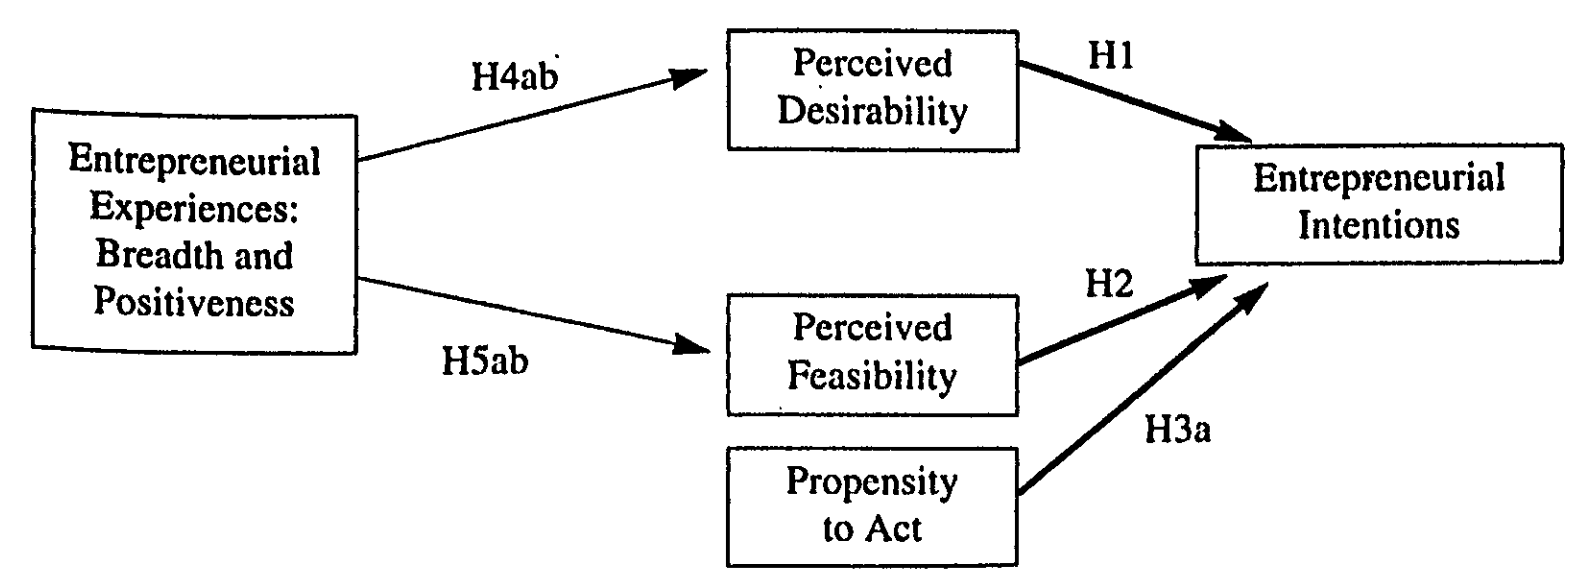 Entrepreneurial
Experiences:
Breadth and
Positiveness
H4ab
H5ab
Perceived
Desirability
Perceived
Feasibility
Propensity
to Act
H1
H2
H3a
Entrepreneurial
Intentions